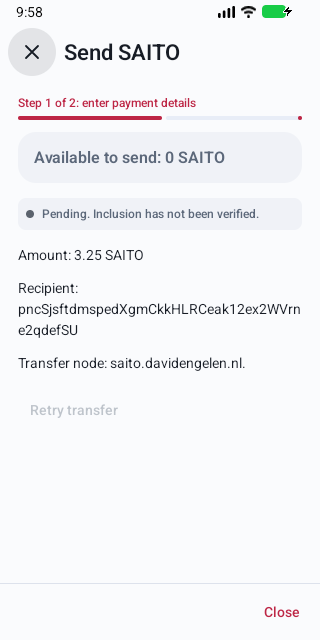 9:58
Send SAITO
Step 1 of 2: enter payment details
Available to send: 0 SAITO
Pending. Inclusion has not been verified.
Amount: 3.25 SAITO
Recipient:
pncSjsftdmspedXgmCkkHLRCeak12ex2WVrn
e2qdefSU
Transfer node: saito.davidengelen.nl.
Retry transfer
Close